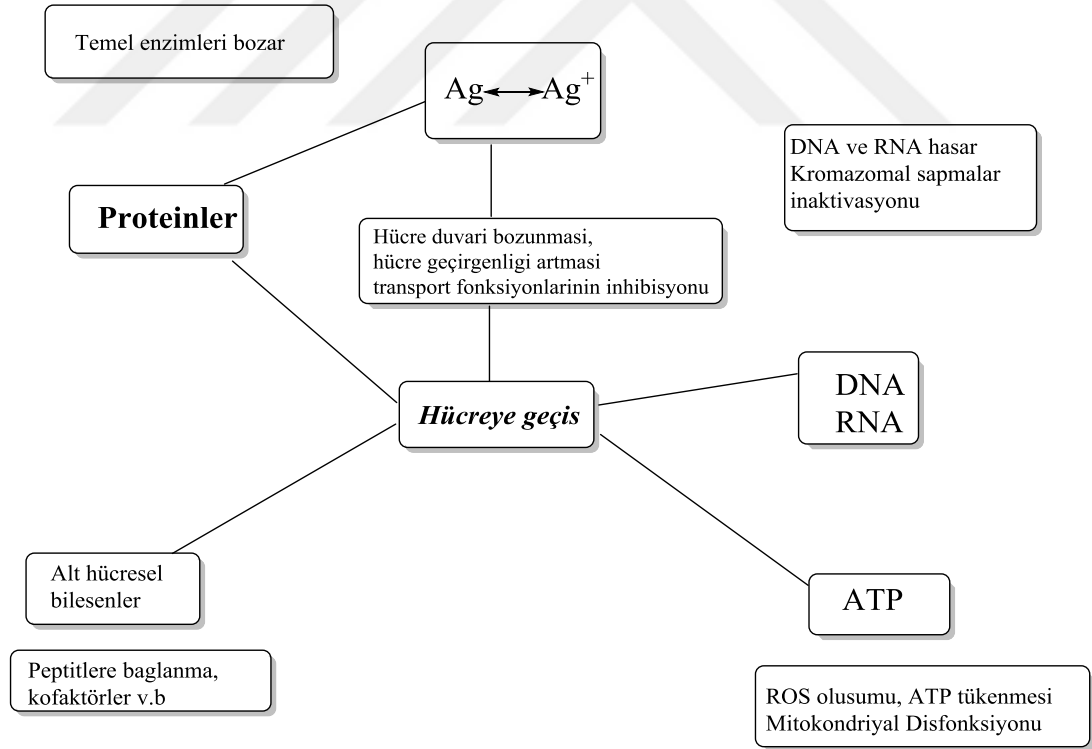 Temel enzimleri bozar
Ag↔Ag⁺
DNA ve RNA hasar
Kromazomal sapmalar
inaktivasyonu
Proteinler
Hücre duvari bozunmasi,
hücre geçirgenligi artmasi
transport fonksiyonlarinin inhibisyonu
DNA
RNA
Hücreye geçis
Alt hücresel
bilesenler
ATP
Peptitlere baglanma,
kofaktörler v.b
ROS olusumu, ATP tükenmesi
Mitokondriyal Disfonksiyonu